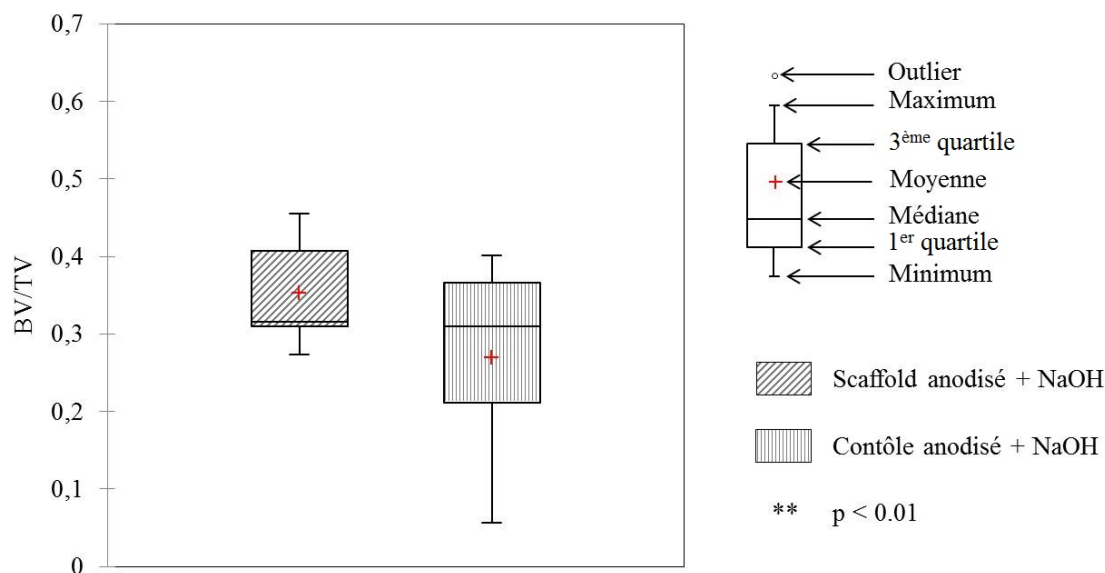 0,7
0,6
0,5
0,4
0,3
0,2
0,1
0
BV/TV
Outlier
Maximum
3ème quartile
Moyenne
Médiane
1er quartile
Minimum
Scaffold anodisé + NaOH
Contôle anodisé + NaOH
** p < 0.01